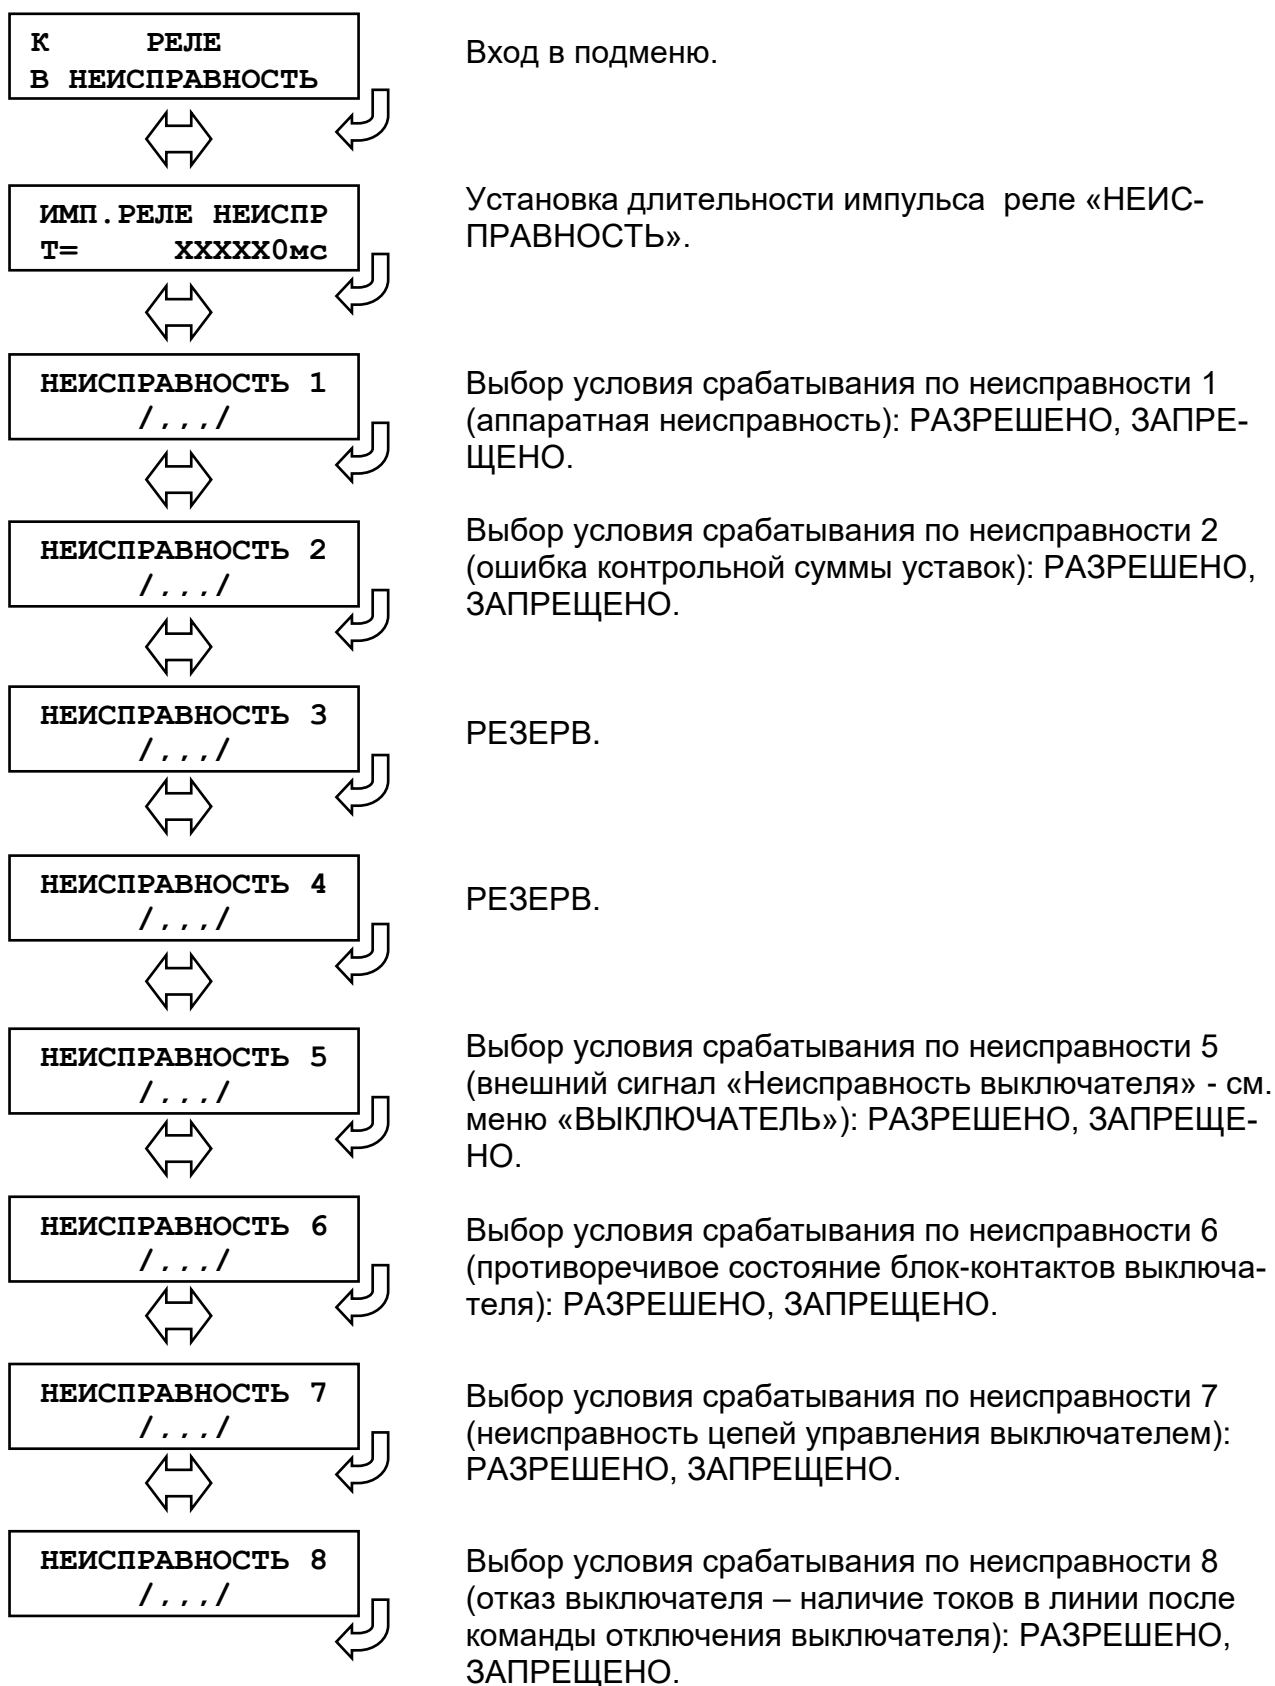 К РЕЛЕ
В НЕИСПРАВНОСТЬ
Вход в подменю.
ИМП.РЕЛЕ НЕИСПР
Т= ХХХХХ0мс
Установка длительности импульса реле «НЕИС-
ПРАВНОСТЬ».
НЕИСПРАВНОСТЬ 1
/.../
Выбор условия срабатывания по неисправности 1
(аппаратная неисправность): РАЗРЕШЕНО, ЗАПРЕ-
ЩЕНО.
НЕИСПРАВНОСТЬ 2
/.../
Выбор условия срабатывания по неисправности 2
(ошибка контрольной суммы уставок): РАЗРЕШЕНО,
ЗАПРЕЩЕНО.
НЕИСПРАВНОСТЬ 3
/.../
РЕЗЕРВ.
НЕИСПРАВНОСТЬ 4
/.../
РЕЗЕРВ.
НЕИСПРАВНОСТЬ 5
/.../
Выбор условия срабатывания по неисправности 5
(внешний сигнал «Неисправность выключателя» - см.
меню «ВЫКЛЮЧАТЕЛЬ»): РАЗРЕШЕНО, ЗАПРЕЩЕ-
НО.
НЕИСПРАВНОСТЬ 6
/.../
Выбор условия срабатывания по неисправности 6
(противоречивое состояние блок-контактов выключа-
теля): РАЗРЕШЕНО, ЗАПРЕЩЕНО.
НЕИСПРАВНОСТЬ 7
/.../
Выбор условия срабатывания по неисправности 7
(неисправность цепей управления выключателем):
РАЗРЕШЕНО, ЗАПРЕЩЕНО.
НЕИСПРАВНОСТЬ 8
/.../
Выбор условия срабатывания по неисправности 8
(отказ выключателя – наличие токов в линии после
команды отключения выключателя): РАЗРЕШЕНО,
ЗАПРЕЩЕНО.